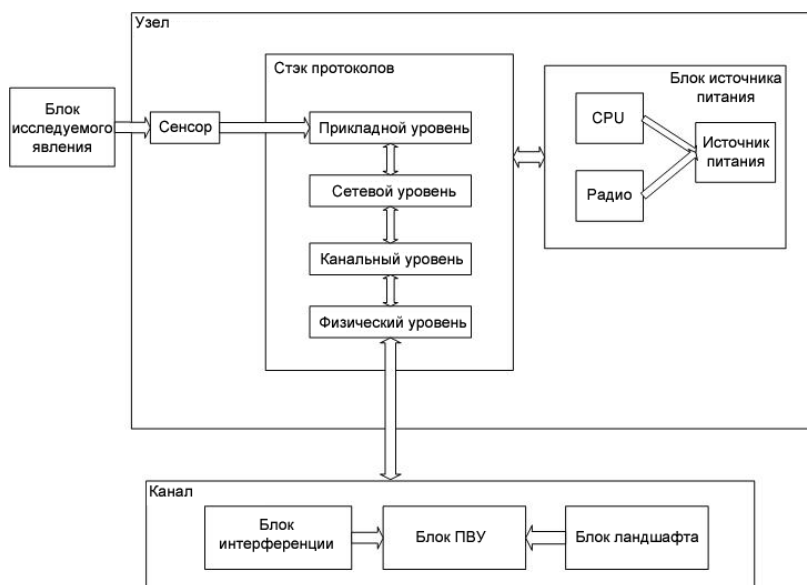 Узел
Стэк протоколов
Блок источника
питания
Блок
исследуемого
явления
Сенсор
Прикладной уровень
CPU
Источник
питания
Сетевой уровень
Радио
Канальный уровень
Физический уровень
Канал
Блок
интерференции
Блок ПВУ
Блок ландшафта